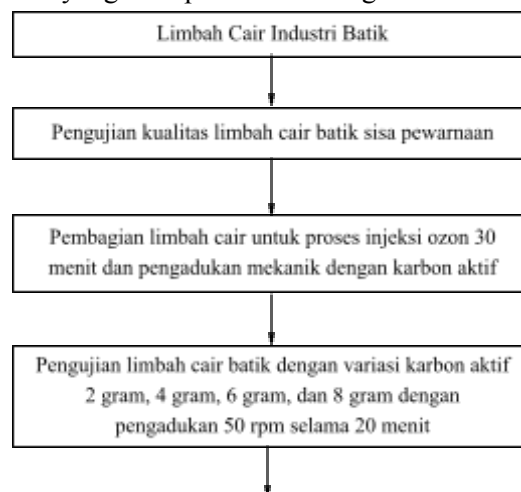 Limbah Cair Industri Batik
Pengujian kualitas limbah cair batik sisa pewarnaan
Pembagian limbah cair untuk proses injeksi ozon 30
menit dan pengadukan mekanik dengan karbon aktif
Pengujian limbah cair batik dengan variasi karbon aktif
2 gram, 4 gram, 6 gram, dan 8 gram dengan
pengadukan 50 rpm selama 20 menit